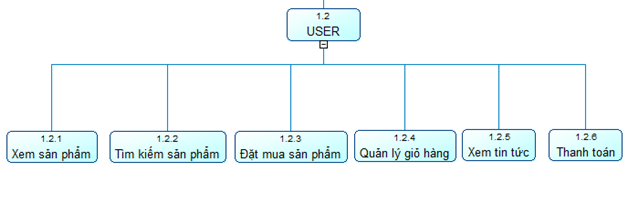 1.2
USER
1.2.1
Xem sản phẩm
1.2.2
Tìm kiếm sản phẩm
1.2.3
Đặt mua sản phẩm
1.2.4
Quản lý giỏ hàng
1.2.5
Xem tin tức
1.2.6
Thanh toán